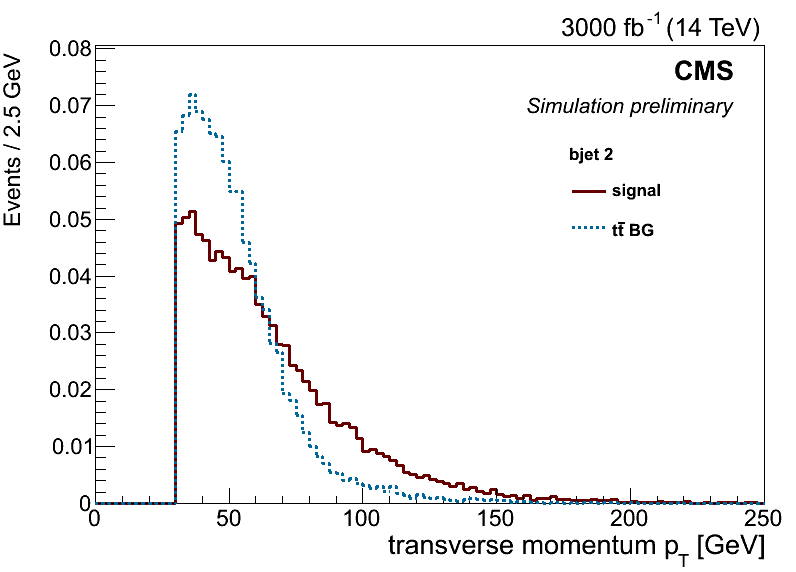 3000 fb⁻¹ (14 TeV)
Events / 2.5 GeV
0.08
0.07
0.06
0.05
0.04
0.03
0.02
0.01
0
CMS
Simulation preliminary
bjet 2
signal
tt̄ BG
0 50 100 150 200 250
transverse momentum p_T [GeV]